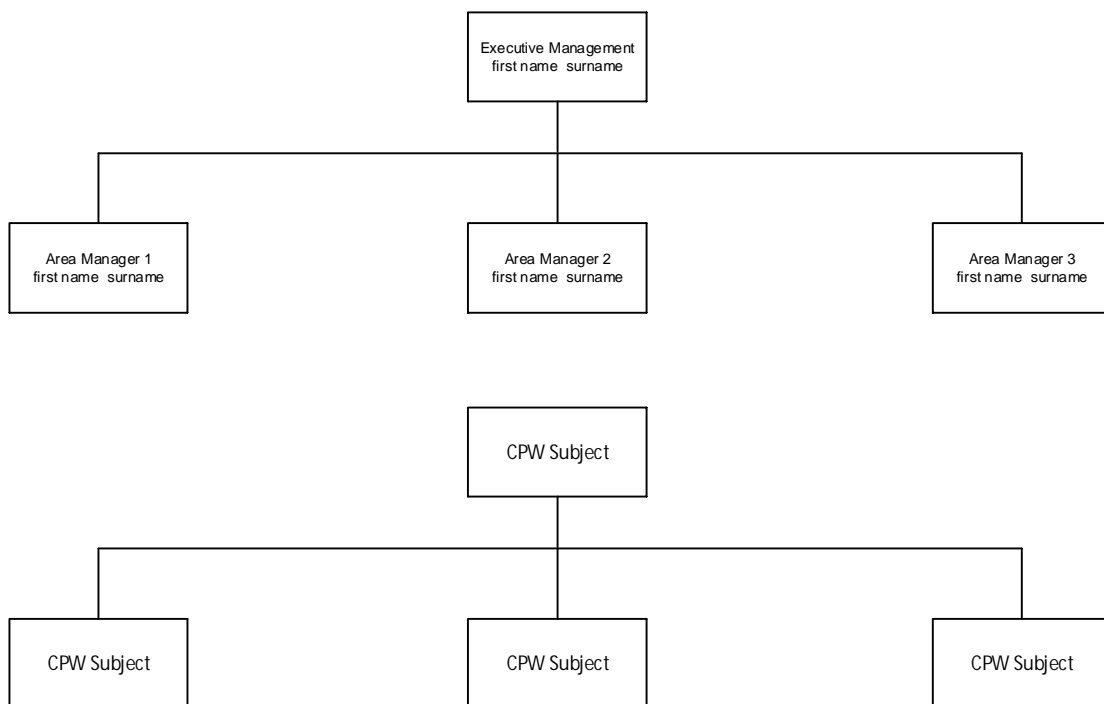 Executive Management
first name surname
Area Manager 1
first name surname
Area Manager 2
first name surname
Area Manager 3
first name surname
CPW Subject
CPW Subject
CPW Subject
CPW Subject